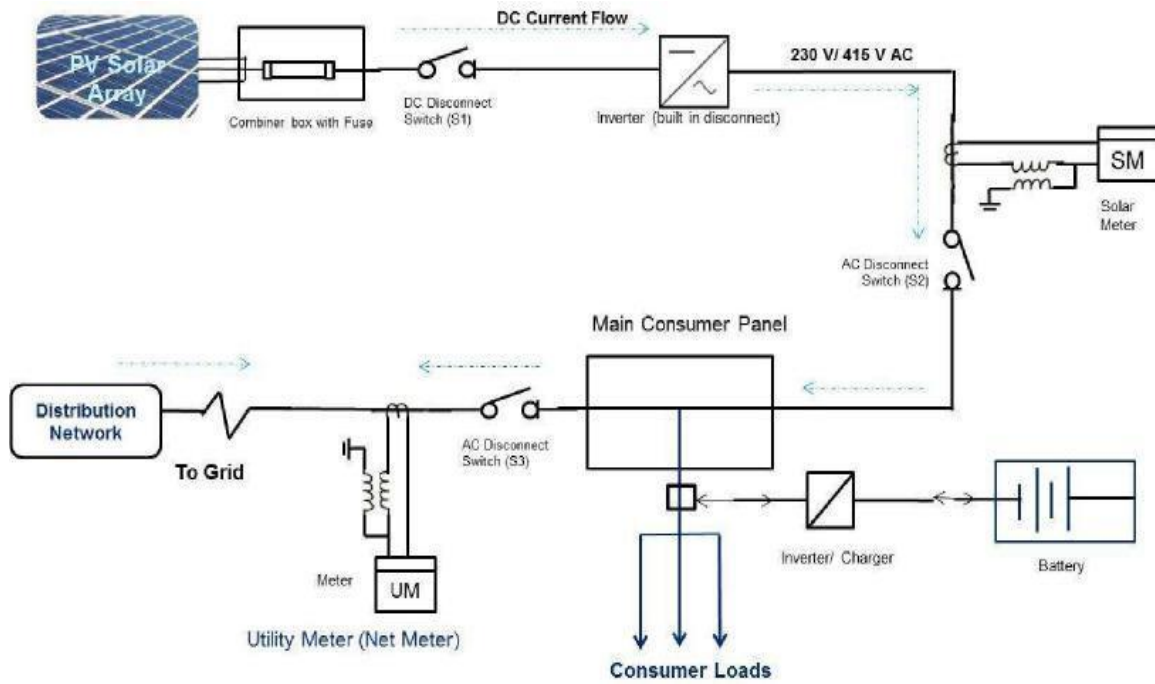 DC Current Flow
PV Solar
Array
230 V/ 415 V AC
DC Disconnect
Switch (S1)
Combiner box with Fuse
Inverter (built in disconnect)
SM
Solar
Meter
AC Disconnect
Switch (S2)
Main Consumer Panel
Distribution
Network
To Grid
AC Disconnect
Switch (S3)
Inverter/ Charger
Battery
Meter
UM
Utility Meter (Net Meter)
Consumer Loads